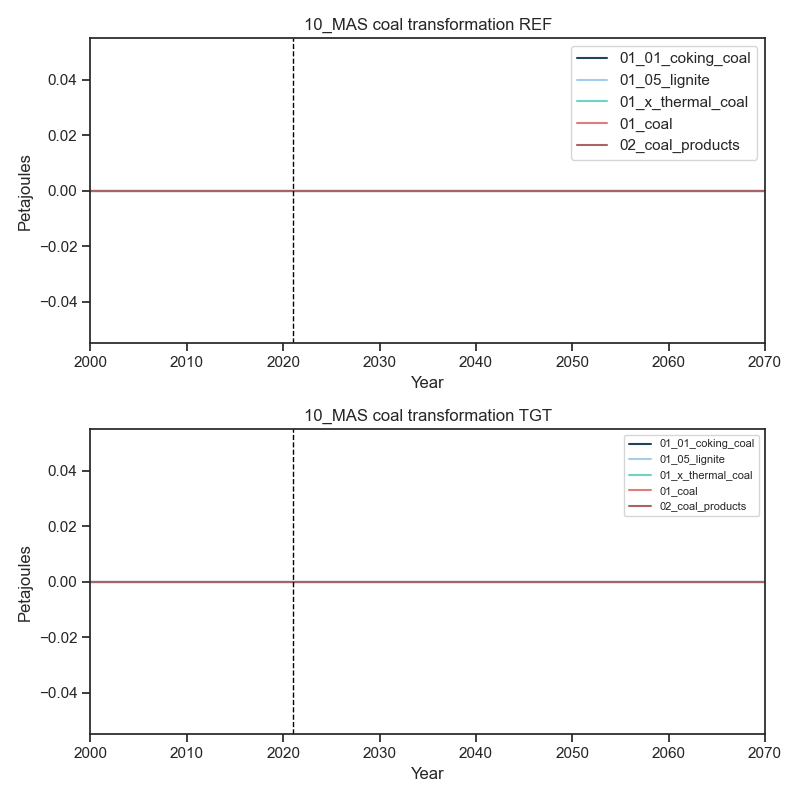 10_MAS coal transformation REF
01_01_coking_coal
01_05_lignite
01_x_thermal_coal
01_coal
02_coal_products
0.04
0.02
0.00
−0.02
−0.04
Petajoules
2000 2010 2020 2030 2040 2050 2060 2070
Year
10_MAS coal transformation TGT
01_01_coking_coal
01_05_lignite
01_x_thermal_coal
01_coal
02_coal_products
0.04
0.02
0.00
−0.02
−0.04
Petajoules
2000 2010 2020 2030 2040 2050 2060 2070
Year